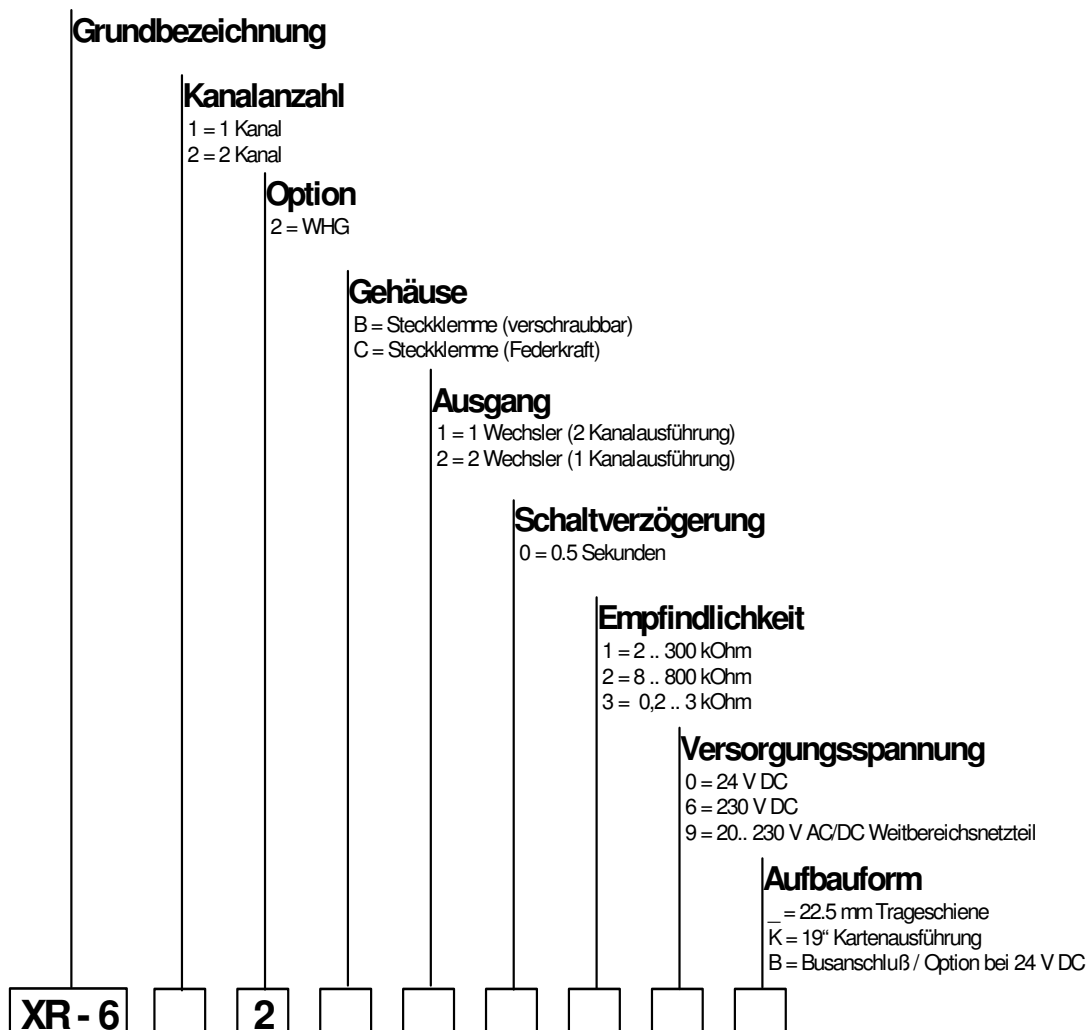 Grundbezeichnung
Kanalanzahl
1 = 1 Kanal
2 = 2 Kanal
Option
2 = WHG
Gehäuse
B = Steckklemme (verschraubbar)
C = Steckklemme (Federkraft)
Ausgang
1 = 1 Wechsler (2 Kanalausführung)
2 = 2 Wechsler (1 Kanalausführung)
Schaltverzögerung
0 = 0.5 Sekunden
Empfindlichkeit
1 = 2 .. 300 kOhm
2 = 8 .. 800 kOhm
3 = 0,2 .. 3 kOhm
Versorgungsspannung
0 = 24 V DC
6 = 230 V DC
9 = 20.. 230 V AC/DC Weitbereichsnetzteil
Aufbauform
_ = 22.5 mm Trageschiene
K = 19“ Kartenausführung
B = Busanschluß / Option bei 24 V DC
XR - 6 2